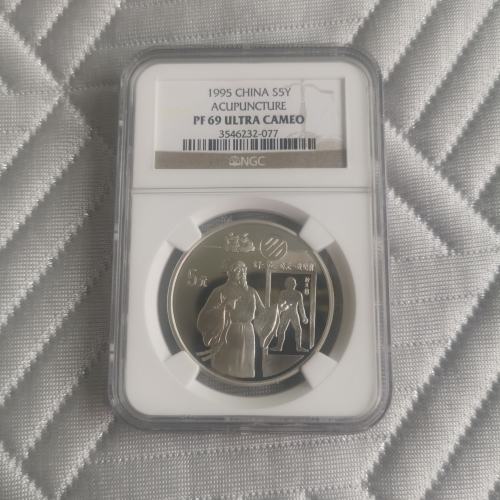 1995 CHINA S5Y
ACUPUNCTURE
PF 69 ULTRA CAMEO
3546232-077
NGC
5元